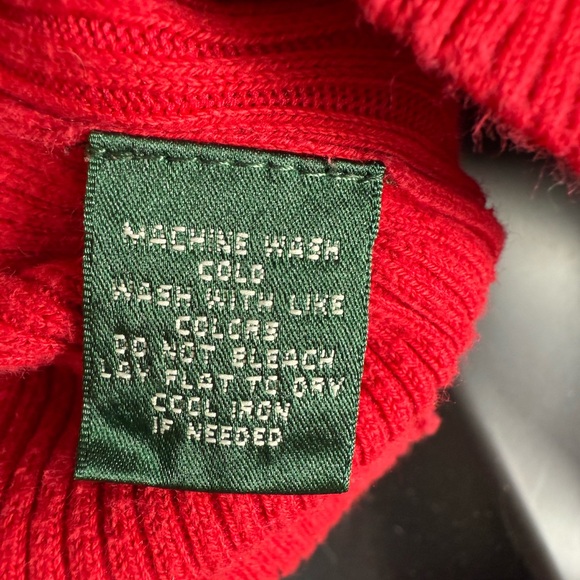 MACHINE WASH
COLD
WASH WITH LIKE
COLORS
DO NOT BLEACH
LAY FLAT TO DRY
COOL IRON
IF NEEDED